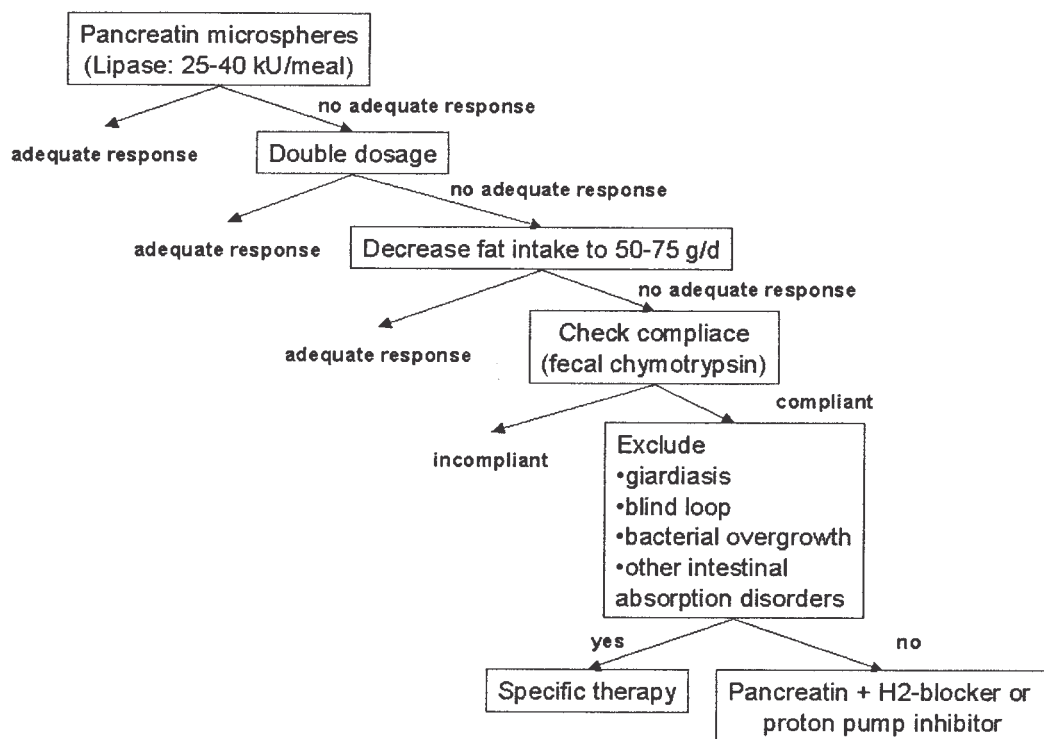 Pancreatin microspheres
(Lipase: 25-40 kU/meal)
no adequate response
adequate response
Double dosage
no adequate response
adequate response
Decrease fat intake to 50-75 g/d
no adequate response
adequate response
Check compliace
(fecal chymotrypsin)
compliant
incompliant
Exclude
•giardiasis
•blind loop
•bacterial overgrowth
•other intestinal
absorption disorders
yes
no
Specific therapy
Pancreatin + H2-blocker or
proton pump inhibitor